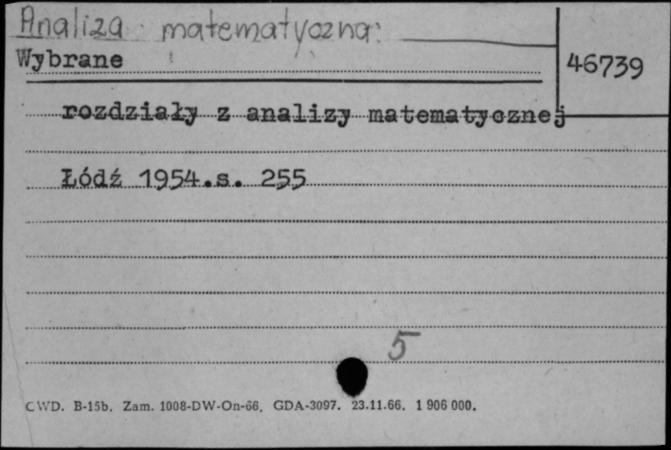 Analiza matematyczna:
Wybrane
46739
rozdziały z analizy matematycznej
Łódź 1954.s. 255
5
CWD. B-15b. Zam. 1008-DW-On-66. GDA-3097. 23.11.66. 1 906 000.